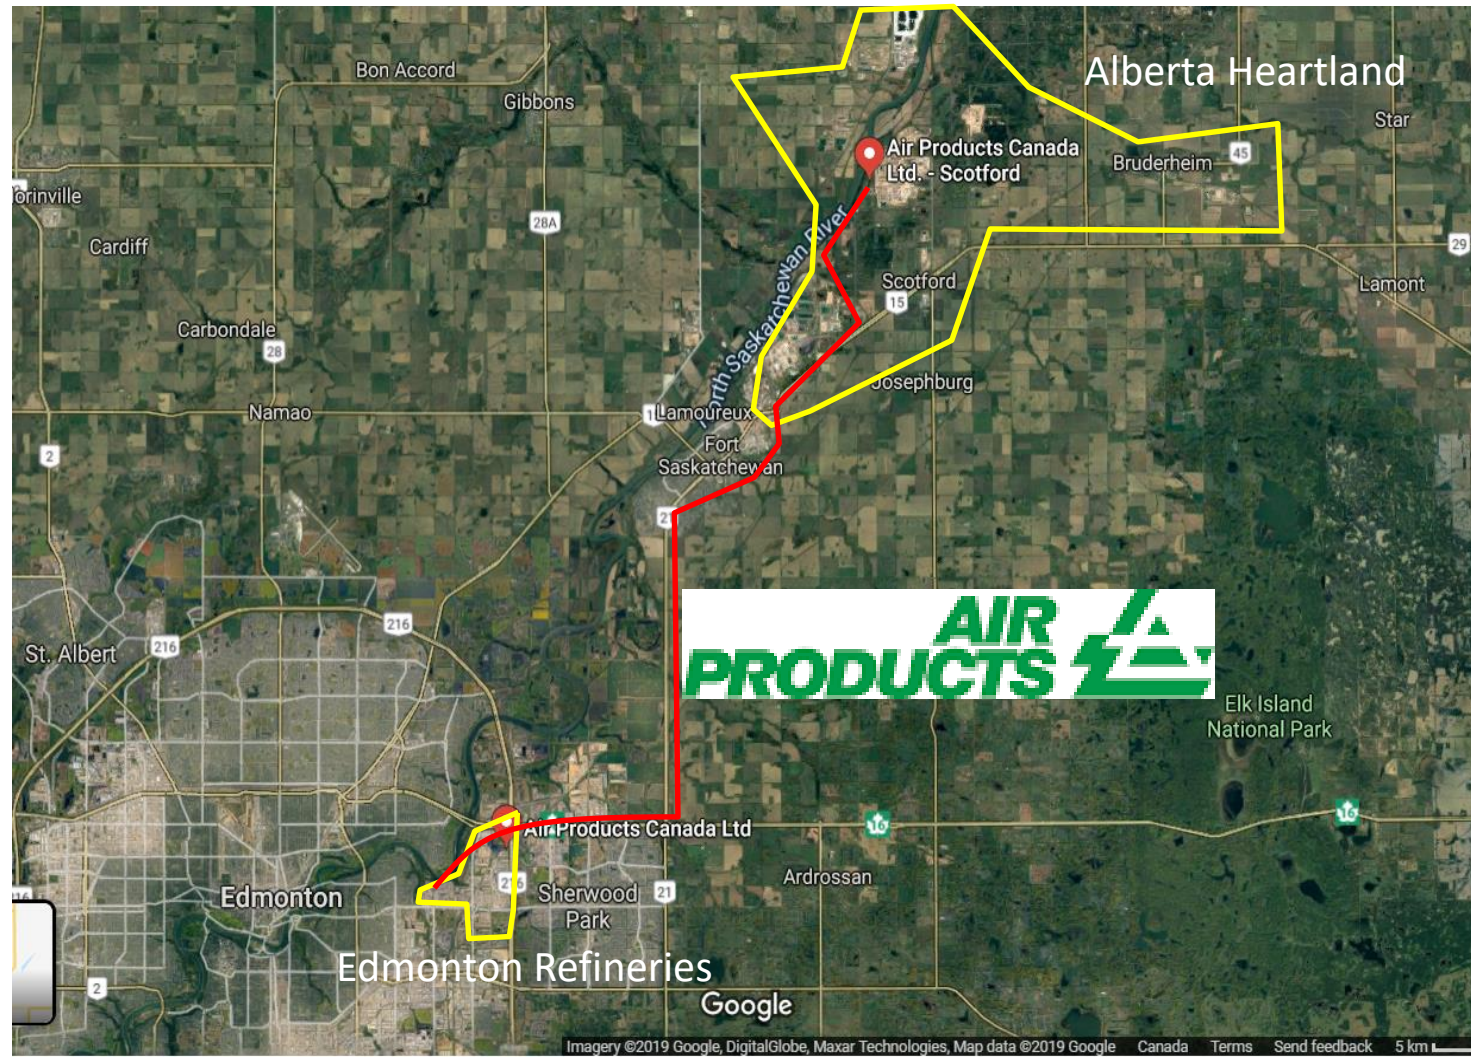 Bon Accord
Alberta Heartland
Gibbons
Star
Air Products Canada
Ltd. - Scotford
Bruderheim
45
orinville
28A
Cardiff
29
North Saskatchewan River
Scotford
15
Lamont
Carbondale
28
Josephburg
Namao
Lamoureux
Fort
Saskatchewan
2
21
216
216
St. Albert
AIR
PRODUCTS
Elk Island
National Park
16
16
Air Products Canada Ltd
Ardrossan
216
21
Edmonton
Sherwood
Park
16
Edmonton Refineries
2
Google
Imagery ©2019 Google, DigitalGlobe, Maxar Technologies, Map data ©2019 Google Canada Terms Send feedback 5 km